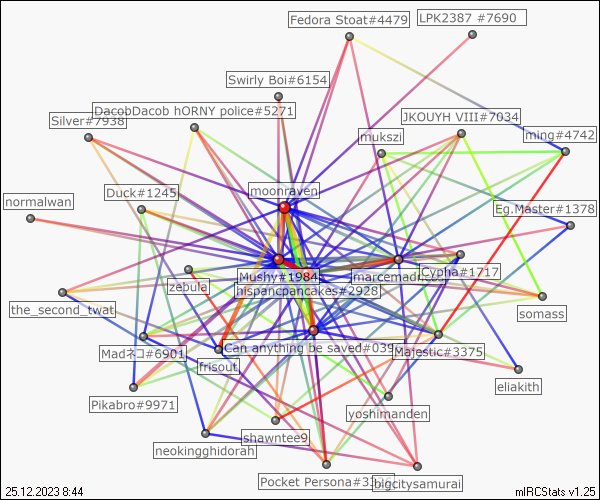 Fedora Stoat#4479
LPK2387 #7690
Swirly Boi#6154
DacobDacob hORNY police#5271
Silver#7938
JKOUYH VIII#7034
mukszi
ming#4742
moonraven
Duck#1245
normalwan
Eg.Master#1378
Mushy#1984
jmarcemad
Cypha#1717
zebula
hispancpancakes#2928
the_second_twat
somass
Can anything be saved#039
Madネコ#6901
Majestic#3375
frisout
eliakith
Pikabro#9971
yoshimanden
shawntee9
neokingghidorah
Pocket Persona#33
bigcitysamurai
25.12.2023 8:44
mIRCStats v1.25